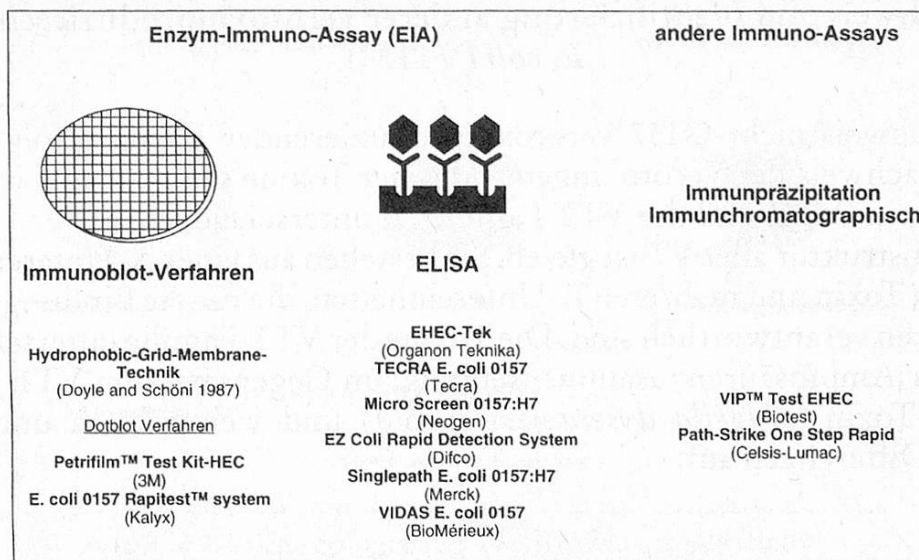 Enzym-Immuno-Assay (EIA)
andere Immuno-Assays
Immunoblot-Verfahren
Hydrophobic-Grid-Membrane-
Technik
(Doyle and Schöni 1987)
Dotblot Verfahren
Petrifilm™ Test Kit-HEC
(3M)
E. coli 0157 Rapitest™ system
(Kalyx)
ELISA
EHEC-Tek
(Organon Teknika)
TECRA E. coli 0157
(Tecra)
Micro Screen 0157:H7
(Neogen)
EZ Coli Rapid Detection System
(Difco)
Singlepath E. coli 0157:H7
(Merck)
VIDAS E. coli 0157
(BioMérieux)
Immunpräzipitation
Immunchromatographisch
VIP™ Test EHEC
(Biotest)
Path-Strike One Step Rapid
(Celsis-Lumac)